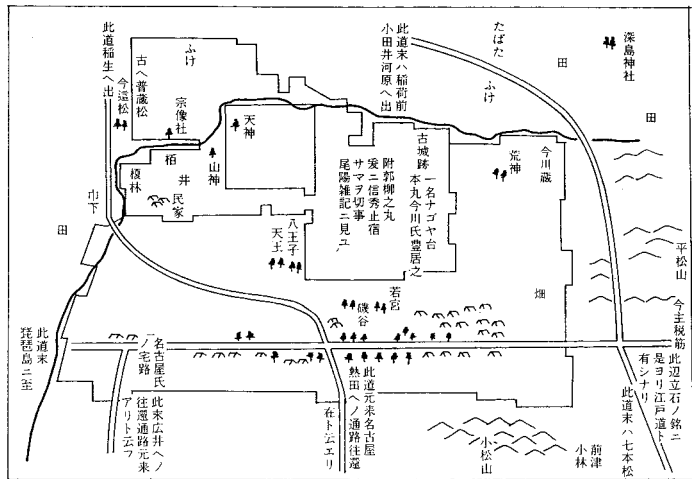 深島神社
田
田
たばた
ふけ
此道末ハ稲荷前
小田井河原へ出
ふけ
古へ普蔵松
今這松
此道稲生へ出
宗像社
天神
山神
栢
井
榎林
民家
巾下
田
古城跡
一名ナゴヤ台
本丸今川氏豊居之
附郭柳之丸
爰ニ信秀止宿
サマヲ切事
尾陽雑記ニ見ユ
今川蔵
荒神
八王子
天王
若宮
磯谷
畑
平松山
今主税筋
此辺立石ノ銘ニ
是ヨリ江戸道ト
有シナリ
此道末ハ七本松
前津
小林
小松山
此道元来名古屋
熱田ヘノ通路往還
在ト云エリ
名古屋氏
ノ宅路
此末広井ヘノ
往還通路元来
アリト云フ
此道末
琵琶島ニ至